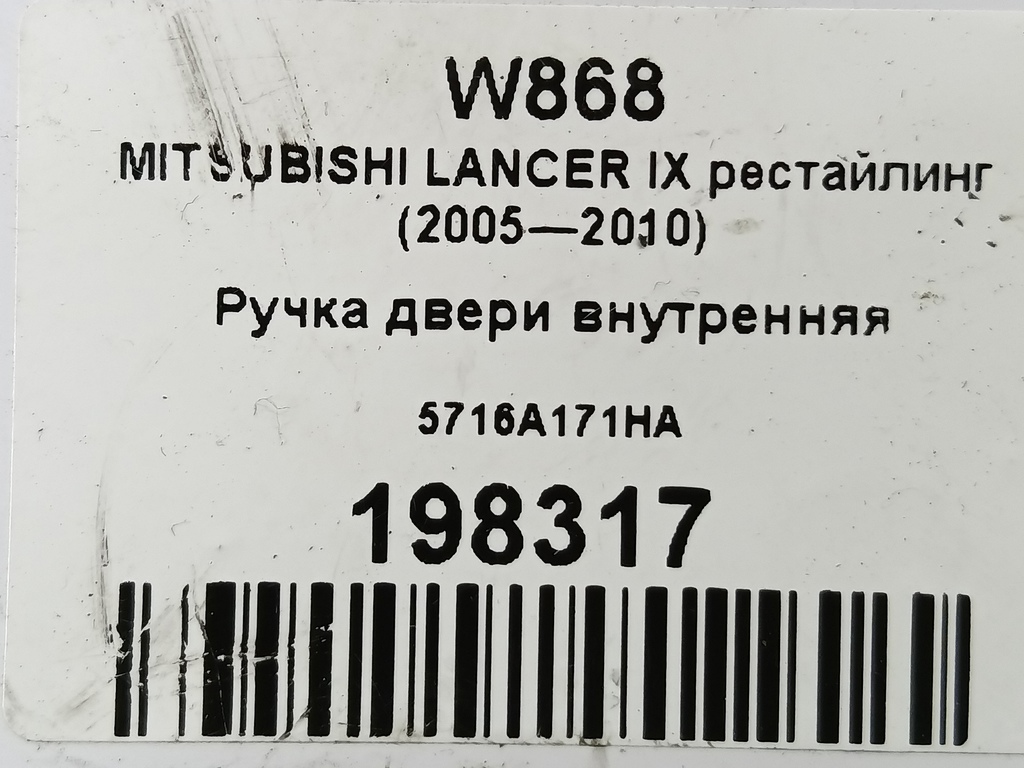 W868
MITSUBISHI LANCER IX рестайлинг
(2005—2010)
Ручка двери внутренняя
5716A171HA
198317